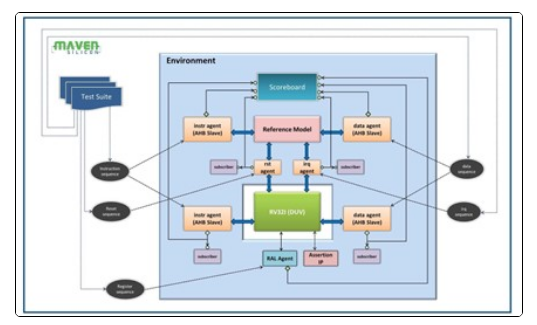 MAVEN
SILICON
Test Suite
Environment
Scoreboard
instr agent
(AHB Slave)
Reference Model
data agent
(AHB Slave)
subscriber
rst
agent
irq
agent
subscriber
Instruction
sequence
data
sequence
Reset
sequence
irq
sequence
instr agent
(AHB Slave)
RV32I (DUV)
data agent
(AHB Slave)
subscriber
RAL Agent
Assertion
IP
subscriber
Register
sequence